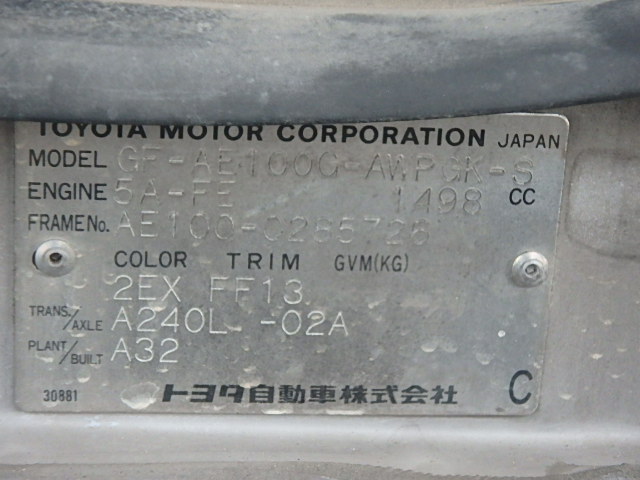 TOYOTA MOTOR CORPORATION JAPAN
MODEL GF-AE100G-AWPGK-S
ENGINE 5A-FE 1498 CC
FRAME No. AE100-0285726
COLOR TRIM GVM(KG)
2EX FF13
TRANS./AXLE A240L -02A
PLANT/BUILT A32
30881 トヨタ自動車株式会社 C